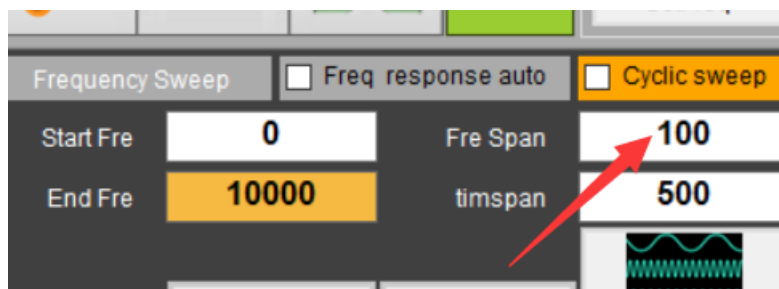 Frequency Sweep Freq response auto Cyclic sweep
Start Fre 0 Fre Span 100
End Fre 10000 timspan 500